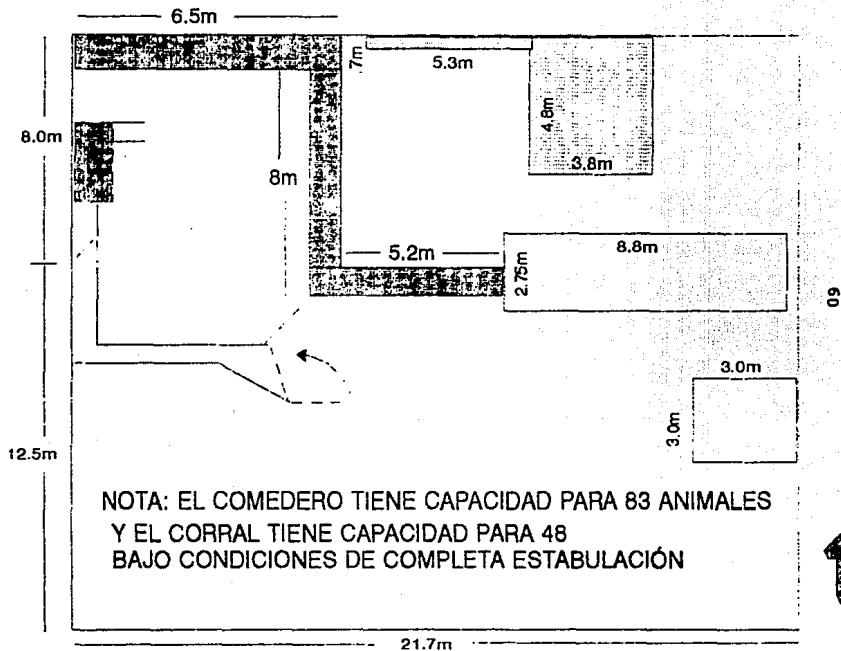 6.5m
.7m
5.3m
8.0m
4.8m
3.8m
8m
5.2m
8.8m
2.75m
60
3.0m
3.0m
12.5m
NOTA: EL COMEDERO TIENE CAPACIDAD PARA 83 ANIMALES
Y EL CORRAL TIENE CAPACIDAD PARA 48
BAJO CONDICIONES DE COMPLETA ESTABULACIÓN
21.7m